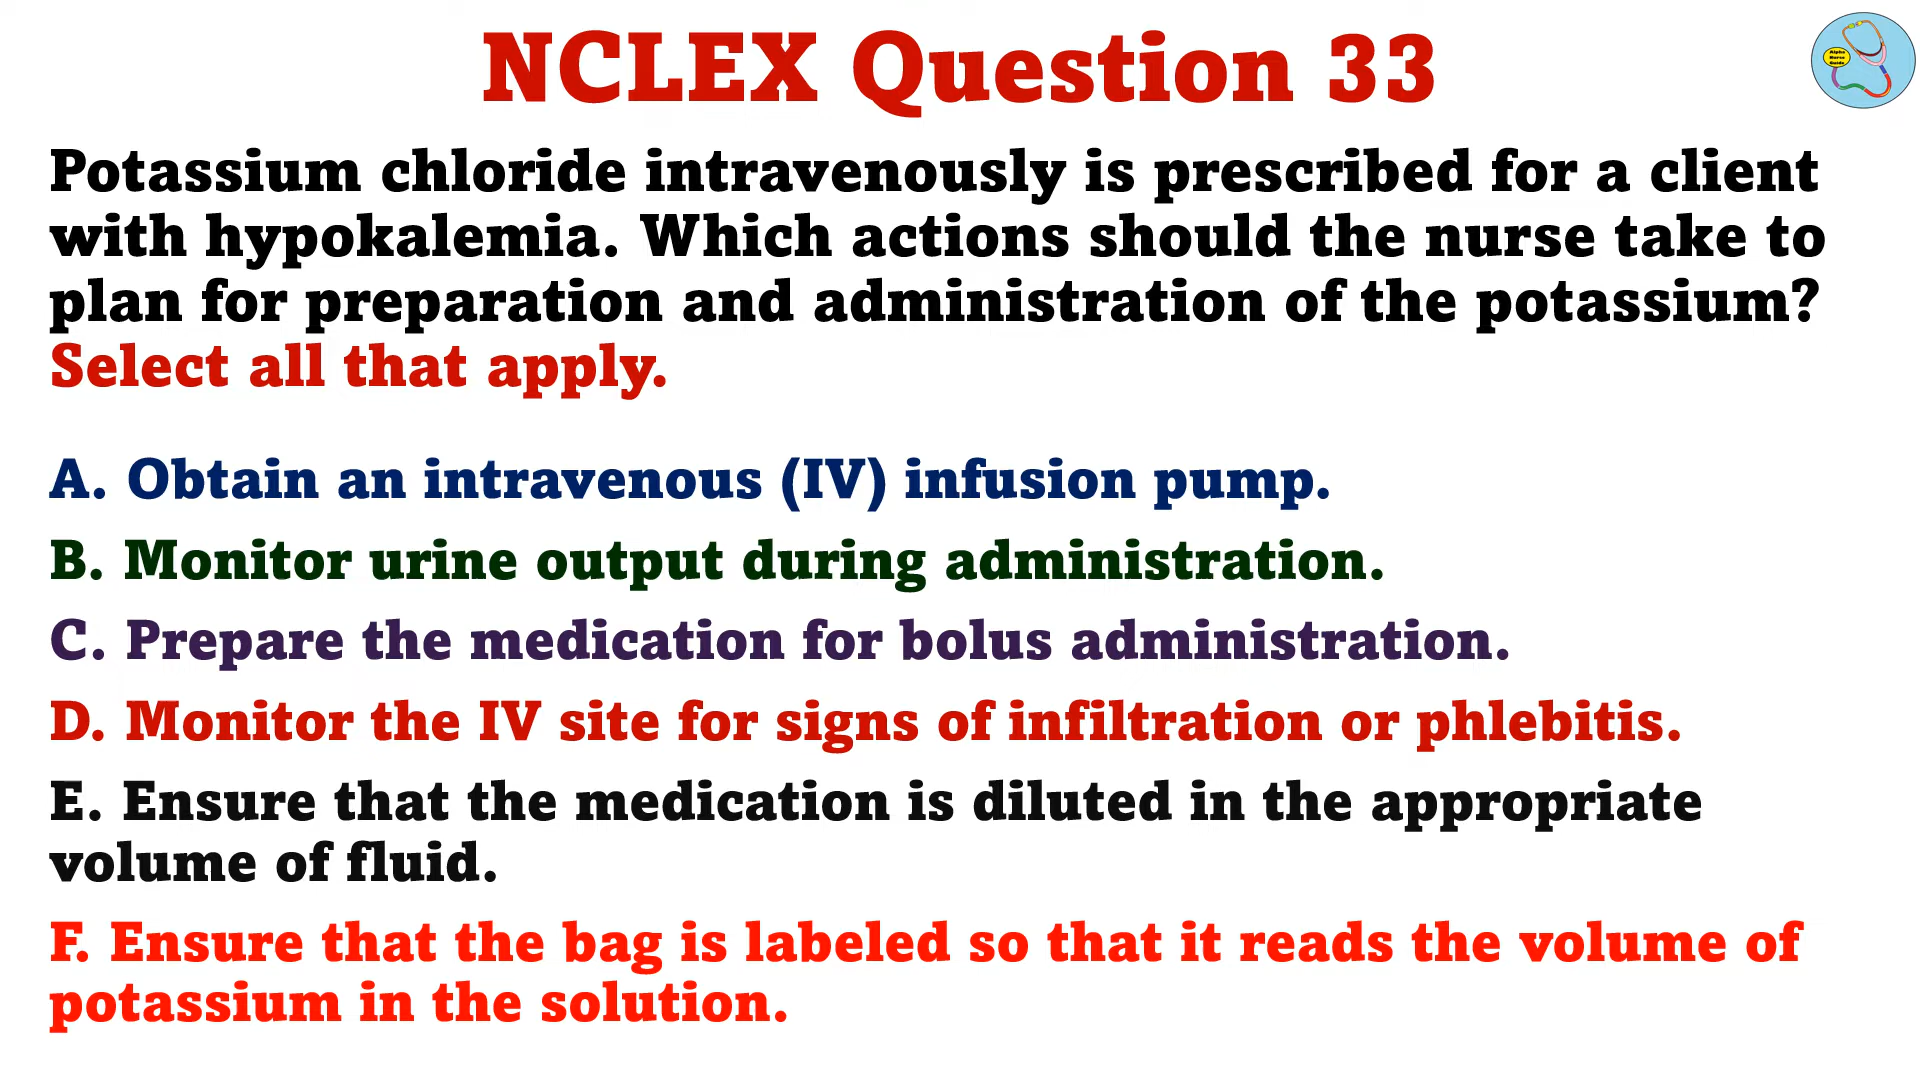 NCLEX Question 33
Alpha
Nurse
Guide
Potassium chloride intravenously is prescribed for a client
with hypokalemia. Which actions should the nurse take to
plan for preparation and administration of the potassium?
Select all that apply.
A. Obtain an intravenous (IV) infusion pump.
B. Monitor urine output during administration.
C. Prepare the medication for bolus administration.
D. Monitor the IV site for signs of infiltration or phlebitis.
E. Ensure that the medication is diluted in the appropriate
volume of fluid.
F. Ensure that the bag is labeled so that it reads the volume of
potassium in the solution.